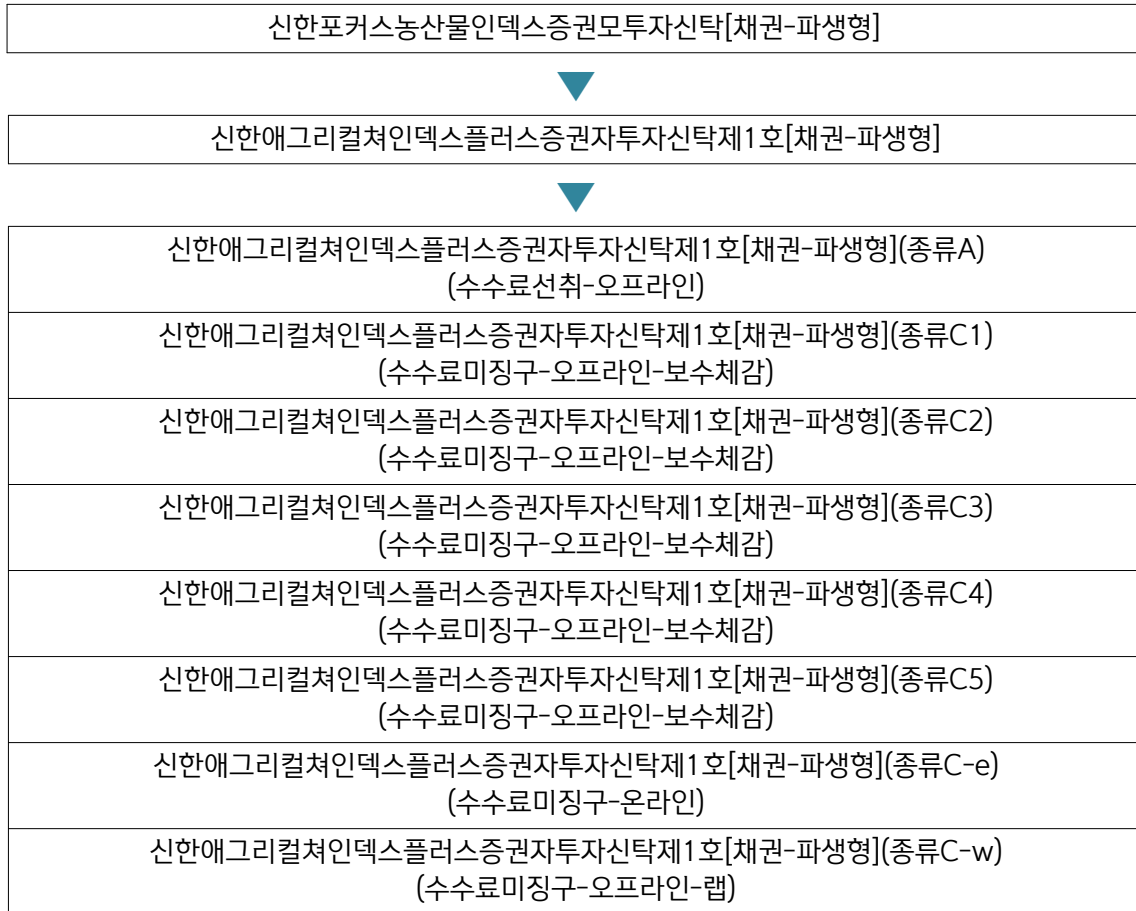 신한포커스농산물인덱스증권모투자신탁[채권-파생형]
신한애그리컬쳐인덱스플러스증권자투자신탁제1호[채권-파생형]
신한애그리컬쳐인덱스플러스증권자투자신탁제1호[채권-파생형](종류A)
(수수료선취-오프라인)
신한애그리컬쳐인덱스플러스증권자투자신탁제1호[채권-파생형](종류C1)
(수수료미징구-오프라인-보수체감)
신한애그리컬쳐인덱스플러스증권자투자신탁제1호[채권-파생형](종류C2)
(수수료미징구-오프라인-보수체감)
신한애그리컬쳐인덱스플러스증권자투자신탁제1호[채권-파생형](종류C3)
(수수료미징구-오프라인-보수체감)
신한애그리컬쳐인덱스플러스증권자투자신탁제1호[채권-파생형](종류C4)
(수수료미징구-오프라인-보수체감)
신한애그리컬쳐인덱스플러스증권자투자신탁제1호[채권-파생형](종류C5)
(수수료미징구-오프라인-보수체감)
신한애그리컬쳐인덱스플러스증권자투자신탁제1호[채권-파생형](종류C-e)
(수수료미징구-온라인)
신한애그리컬쳐인덱스플러스증권자투자신탁제1호[채권-파생형](종류C-w)
(수수료미징구-오프라인-랩)